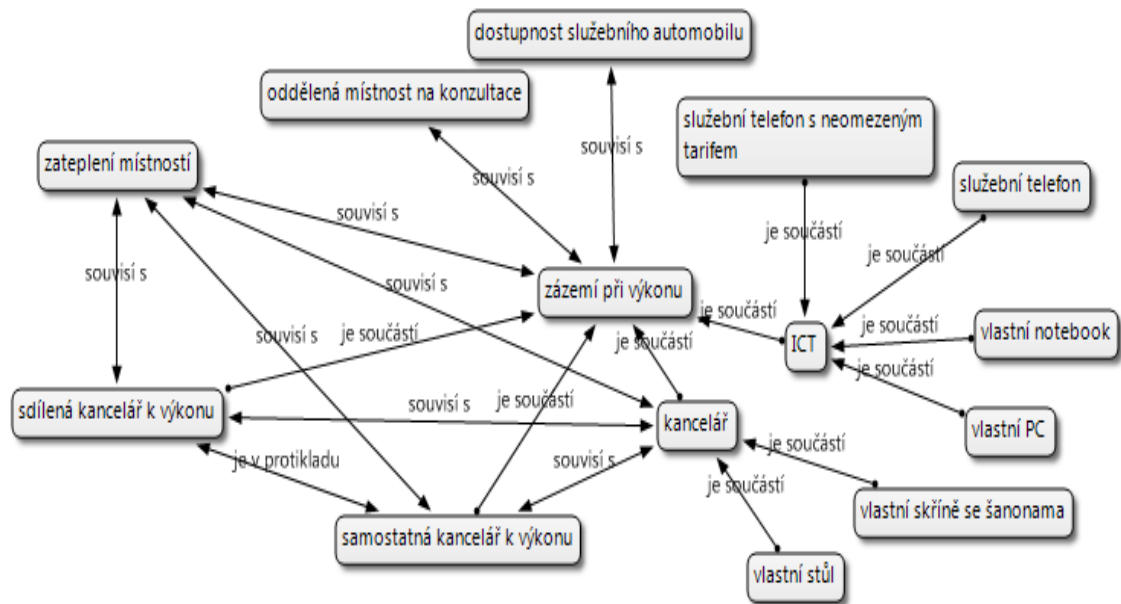 dostupnost služebního automobilu
oddělená místnost na konzultace
služební telefon s neomezeným
tarifem
zateplení místností
souvisí s
služební telefon
souvisí s
souvisí s
je součástí
je součástí
souvisí s
souvisí s
zázemí při výkonu
je součástí
je součástí
vlastní notebook
souvisí s
je součástí
je součástí
ICT
sdílená kancelář k výkonu
souvisí s
je součástí
kancelář
je součástí
vlastní PC
je v protikladu
souvisí s
je součástí
je součástí
vlastní skříně se šanonama
samostatná kancelář k výkonu
vlastní stůl